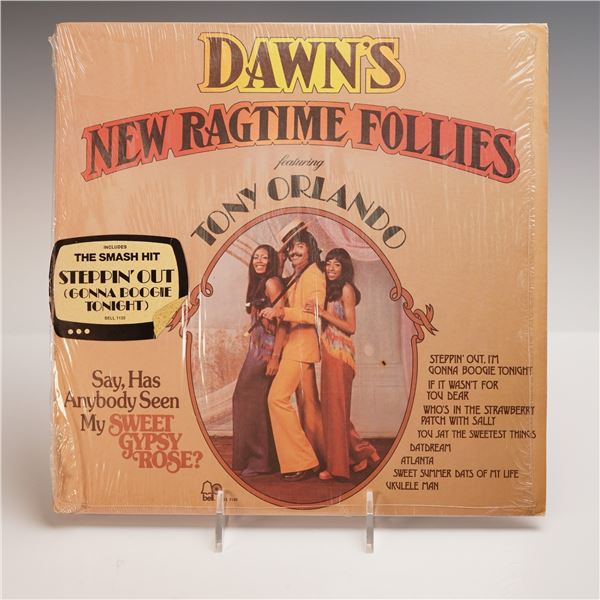 DAWN'S
NEW RAGTIME FOLLIES
featuring
TONY ORLANDO
INCLUDES
THE SMASH HIT
STEPPIN' OUT
(GONNA BOOGIE
TONIGHT)
BELL 1130
Say, Has
Anybody Seen
My SWEET
GYPSY
ROSE?
STEPPIN' OUT, I'M
GONNA BOOGIE TONIGHT
IF IT WASN'T FOR
YOU DEAR
WHO'S IN THE STRAWBERRY
PATCH WITH SALLY
YOU SAY THE SWEETEST THINGS
DAYDREAM
ATLANTA
SWEET SUMMER DAYS OF MY LIFE
UKULELE MAN
bell
1130